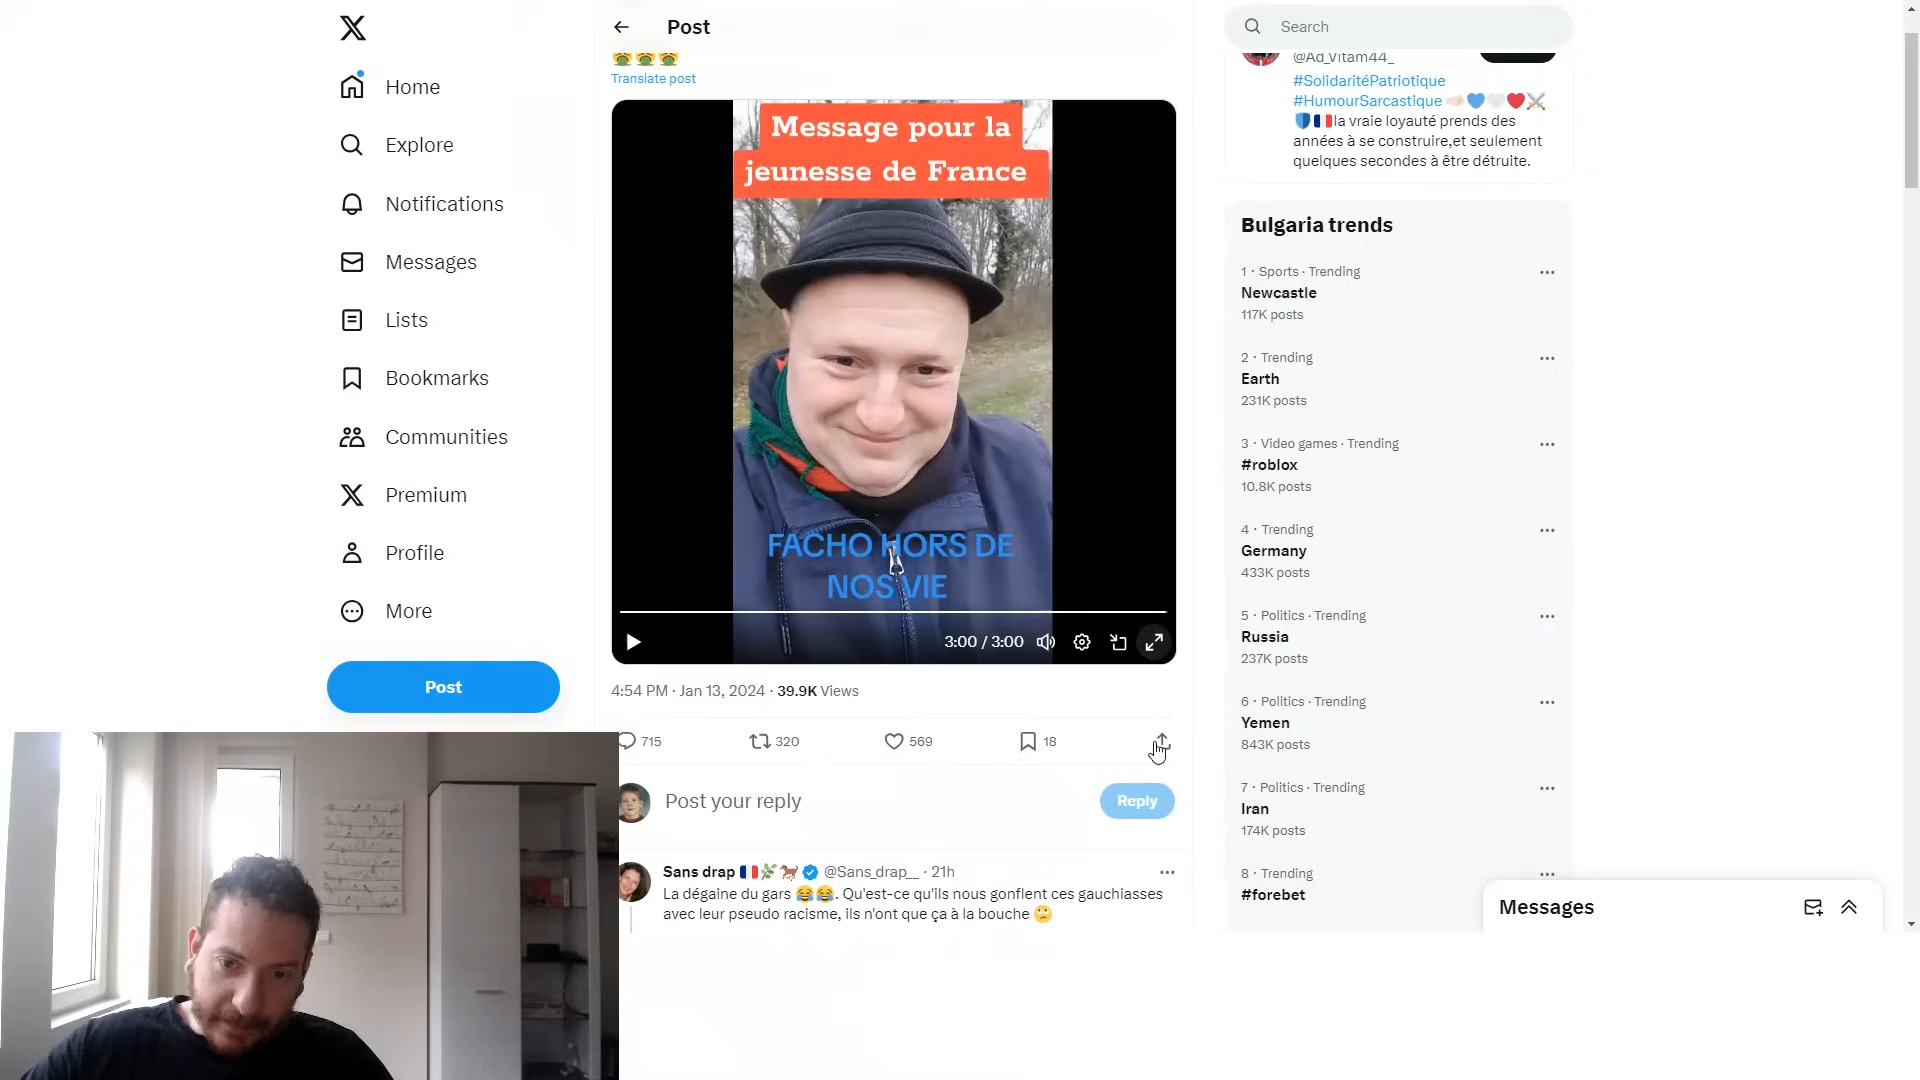 Home
Explore
Notifications
Messages
Lists
Bookmarks
Communities
Premium
Profile
More
Post
Post
Translate post
Message pour la
jeunesse de France
FACHO HORS DE
NOS VIE
3:00 / 3:00
4:54 PM · Jan 13, 2024 · 39.9K Views
715
320
569
18
Post your reply
Reply
Sans drap @Sans_drap__ · 21h
La dégaine du gars 😂😂. Qu'est-ce qu'ils nous gonflent ces gauchiasses
avec leur pseudo racisme, ils n'ont que ça à la bouche 🙄
Search
@Ad_Vitam44_
#SolidaritéPatriotique
#HumourSarcastique
la vraie loyauté prends des
années à se construire,et seulement
quelques secondes à être détruite.
Bulgaria trends
1 · Sports · Trending
Newcastle
117K posts
2 · Trending
Earth
231K posts
3 · Video games · Trending
#roblox
10.8K posts
4 · Trending
Germany
433K posts
5 · Politics · Trending
Russia
237K posts
6 · Politics · Trending
Yemen
843K posts
7 · Politics · Trending
Iran
174K posts
8 · Trending
#forebet
Messages